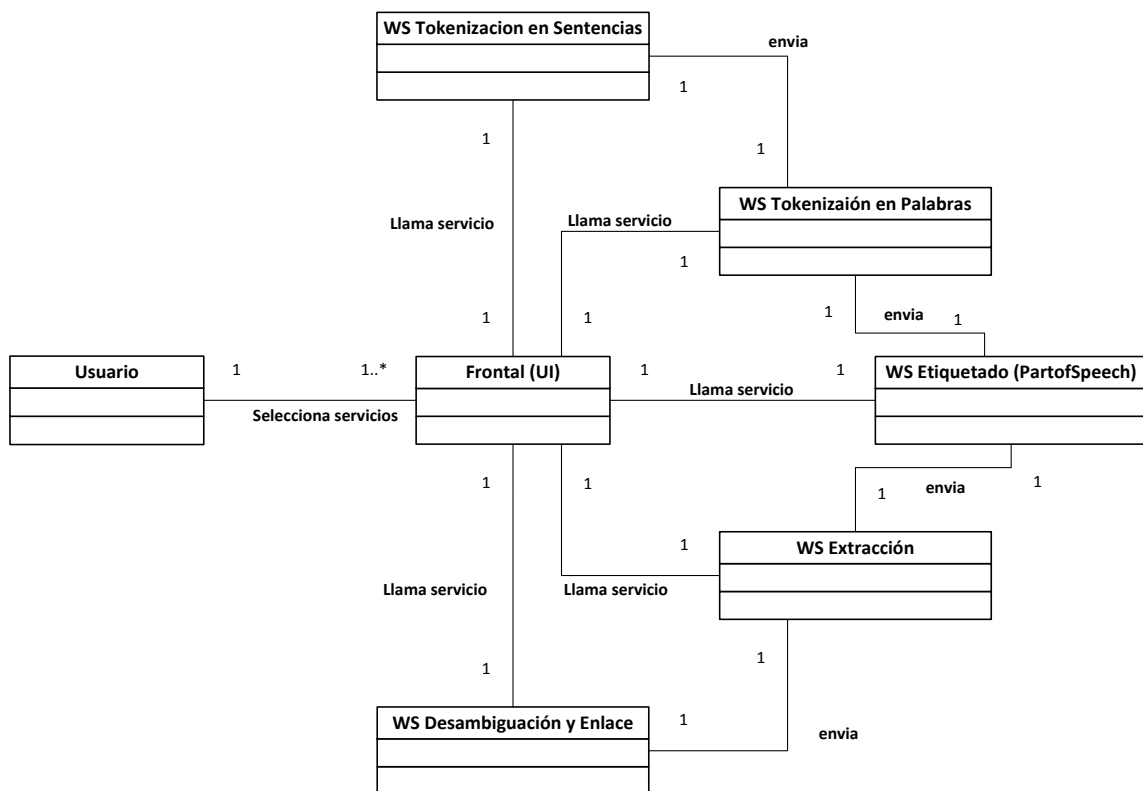 WS Tokenizacion en Sentencias
envia
1
1
1
Llama servicio
Llama servicio
WS Tokenizaión en Palabras
1
1
1
1
envia
1
Usuario
1
1..*
Selecciona servicios
Frontal (UI)
1
1
Llama servicio
WS Etiquetado (PartofSpeech)
1
1
1
envia
1
1
WS Extracción
Llama servicio
Llama servicio
1
1
WS Desambiguación y Enlace
1
envia